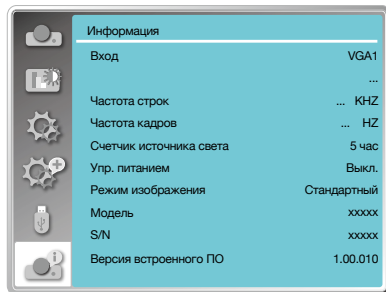 Информация
Вход VGA1
...
Частота строк ... KHZ
Частота кадров ... HZ
Счетчик источника света 5 час
Упр. питанием Выкл.
Режим изображения Стандартный
Модель xxxxx
S/N xxxxx
Версия встроенного ПО 1.00.010